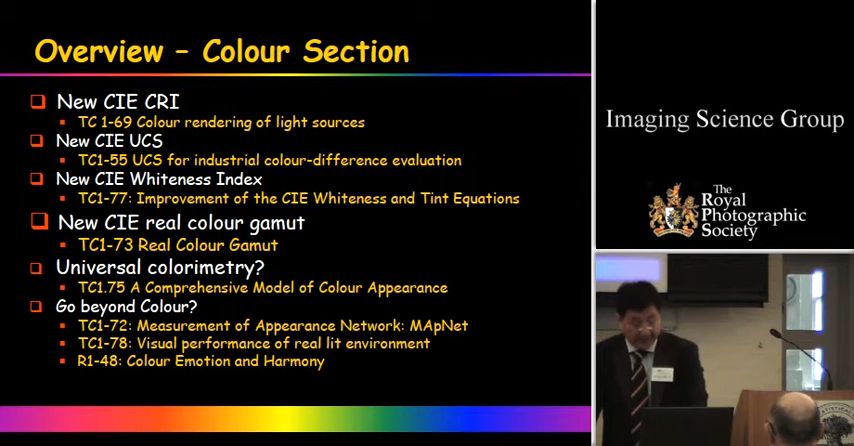 Overview – Colour Section
New CIE CRI
TC 1-69 Colour rendering of light sources
New CIE UCS
TC1-55 UCS for industrial colour-difference evaluation
New CIE Whiteness Index
TC1-77: Improvement of the CIE Whiteness and Tint Equations
New CIE real colour gamut
TC1-73 Real Colour Gamut
Universal colorimetry?
TC1.75 A Comprehensive Model of Colour Appearance
Go beyond Colour?
TC1-72: Measurement of Appearance Network: MApNet
TC1-78: Visual performance of real lit environment
R1-48: Colour Emotion and Harmony
Imaging Science Group
The
Royal
Photographic
Society